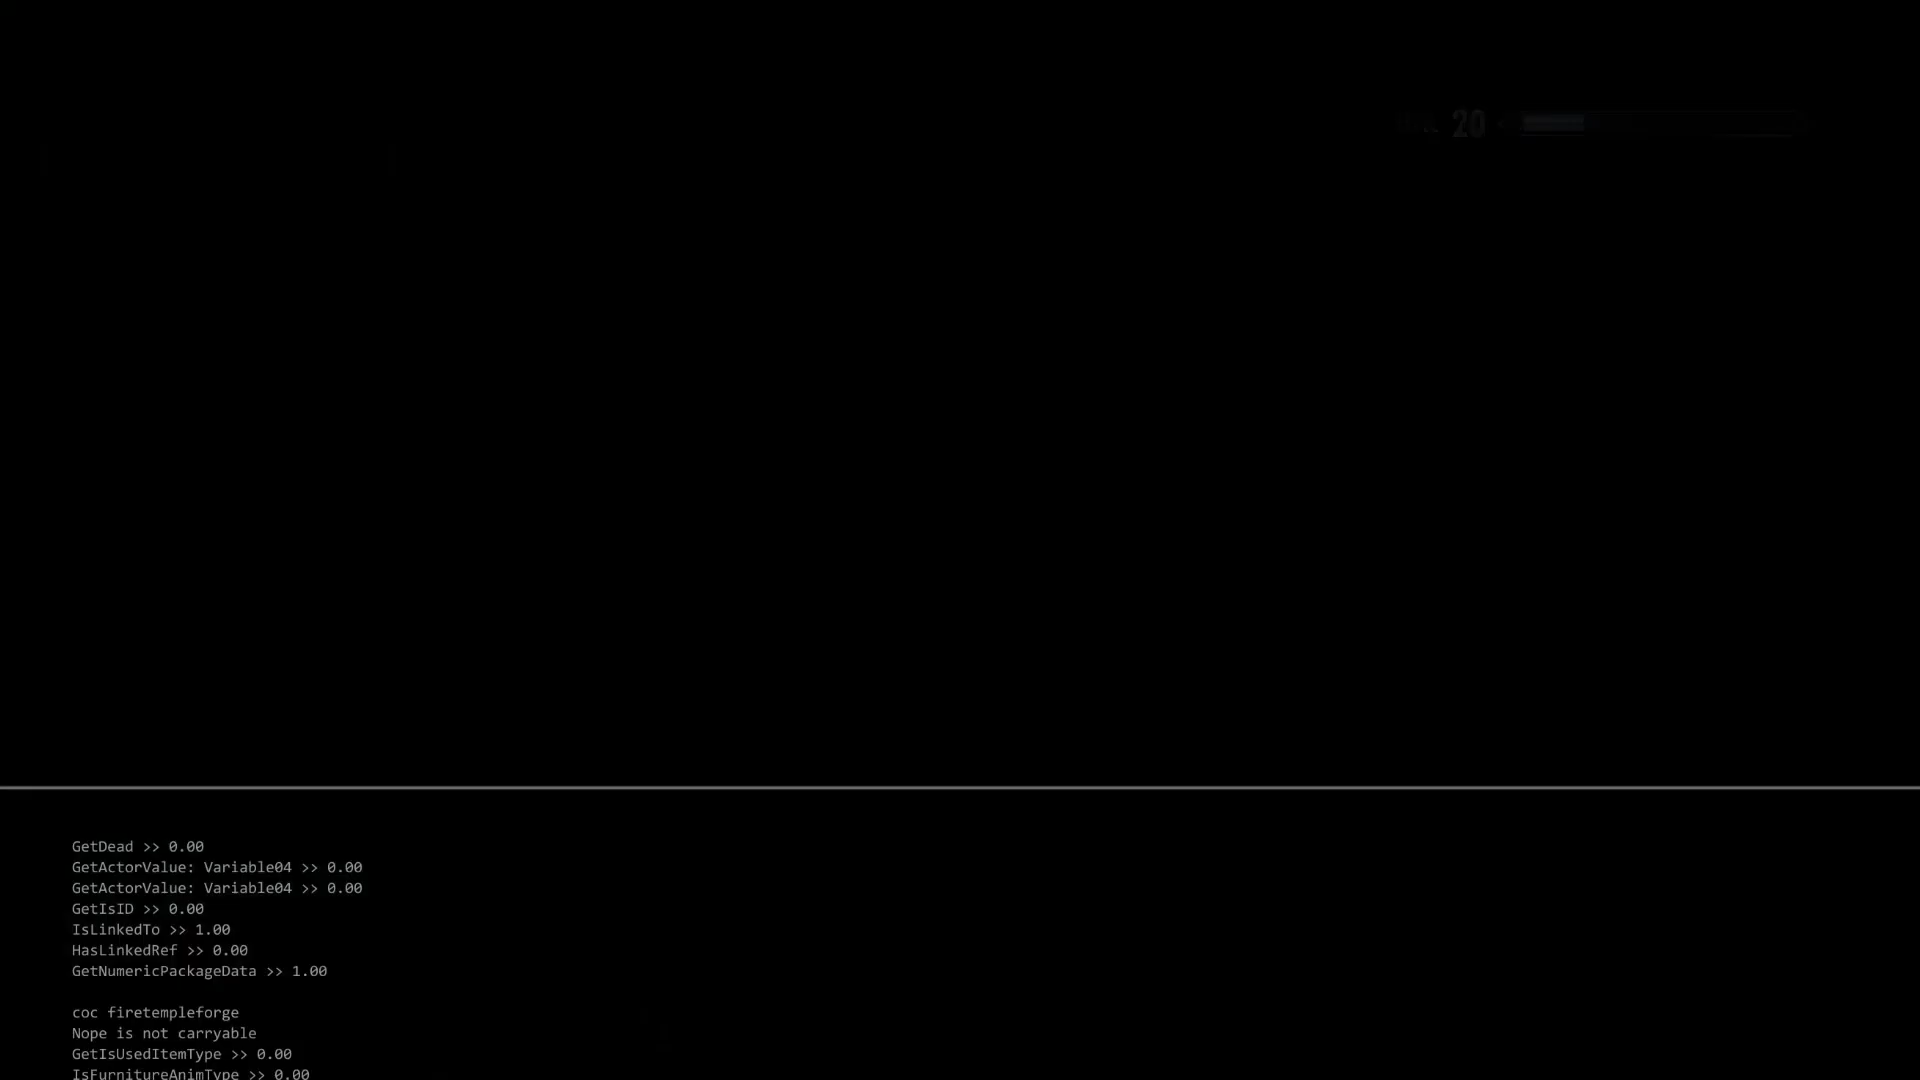 20
GetDead >> 0.00
GetActorValue: Variable04 >> 0.00
GetActorValue: Variable04 >> 0.00
GetIsID >> 0.00
IsLinkedTo >> 1.00
HasLinkedRef >> 0.00
GetNumericPackageData >> 1.00
coc firetempleforge
Nope is not carryable
GetIsUsedItemType >> 0.00
IsFurnitureAnimType >> 0.00